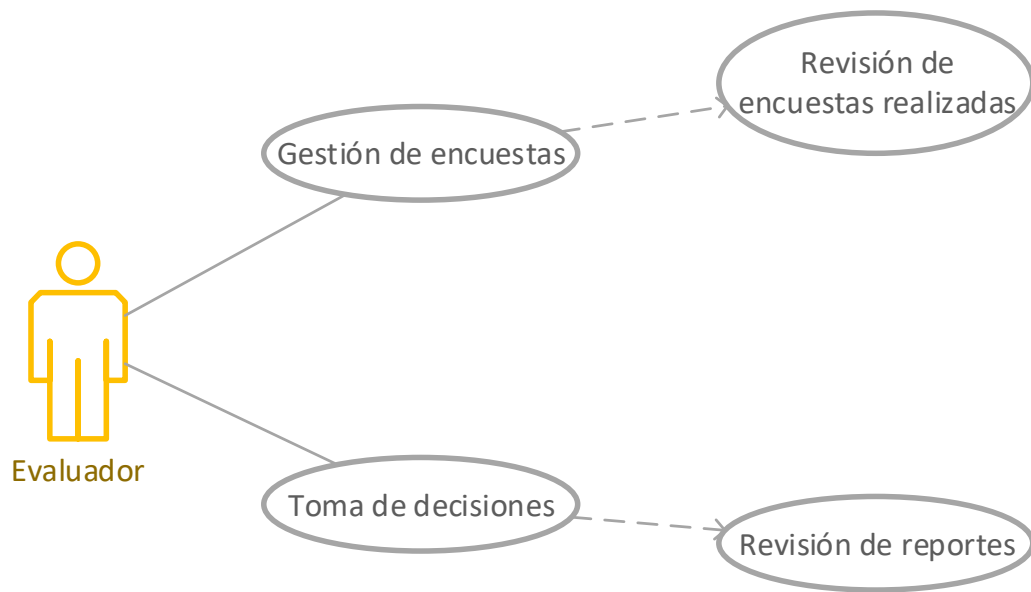 Revisión de
encuestas realizadas
Gestión de encuestas
Evaluador
Toma de decisiones
Revisión de reportes